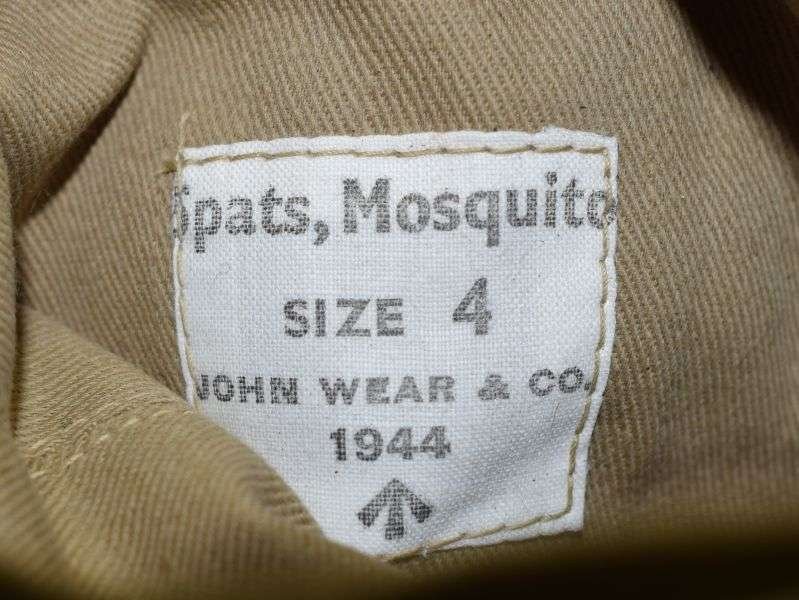 Spats, Mosquito
SIZE 4
JOHN WEAR & CO.
1944